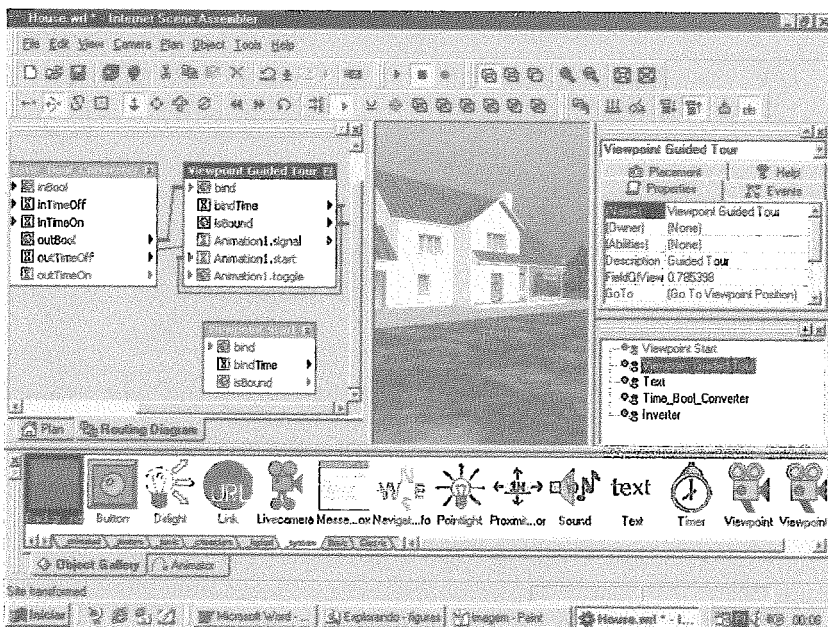 House.wrl * - Internet Scene Assembler
File Edit View Camera Plan Object Tools Help
inBool
inTimeOff
inTimeOn
outBool
outTimeOff
outTimeOn
Viewpoint Guided Tour
bind
bindTime
isBound
Animation1.signal
Animation1.start
Animation1.toggle
bind
bindTime
isBound
Plan Routing Diagram
Viewpoint Guided Tour
Placement Help
Properties Events
Viewpoint Guided Tour
(Owner) (None)
(Abilities) (None)
Description Guided Tour
FieldOfView 0.785398
GoTo (Go To Viewpoint Position)
Viewpoint Start
Text
Time_Bool_Converter
Inverter
URL
W E
text
Button Delight Link Livecamera Messe...ox Navigat...fo Pointlight Proximit...or Sound Text Timer Viewpoint Viewpoint
Object Gallery Animator
Site transformed
Iniciar Microsoft Word - ... Explorando - figuras Imagem - Paint House.wrl * - I... 00:06